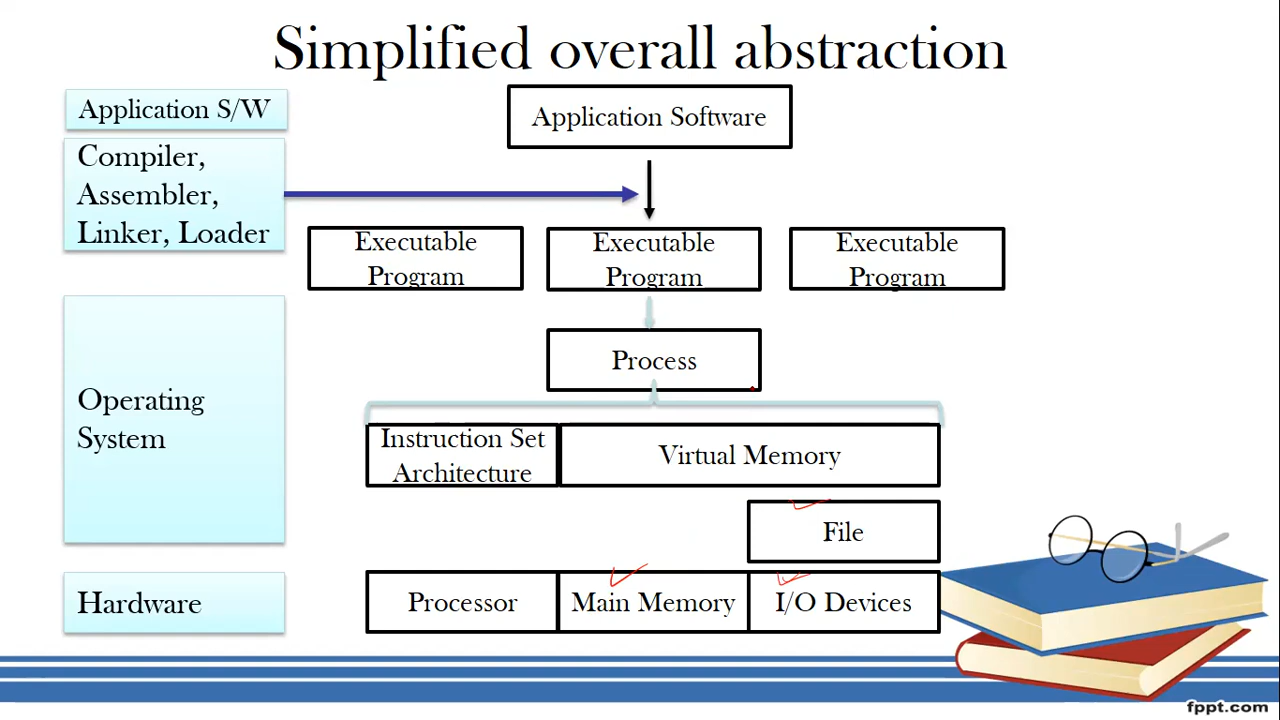 Simplified overall abstraction
Application S/W
Application Software
Compiler,
Assembler,
Linker, Loader
Executable
Program
Executable
Program
Executable
Program
Process
Operating
System
Instruction Set
Architecture
Virtual Memory
File
Hardware
Processor
Main Memory
I/O Devices
fppt.com